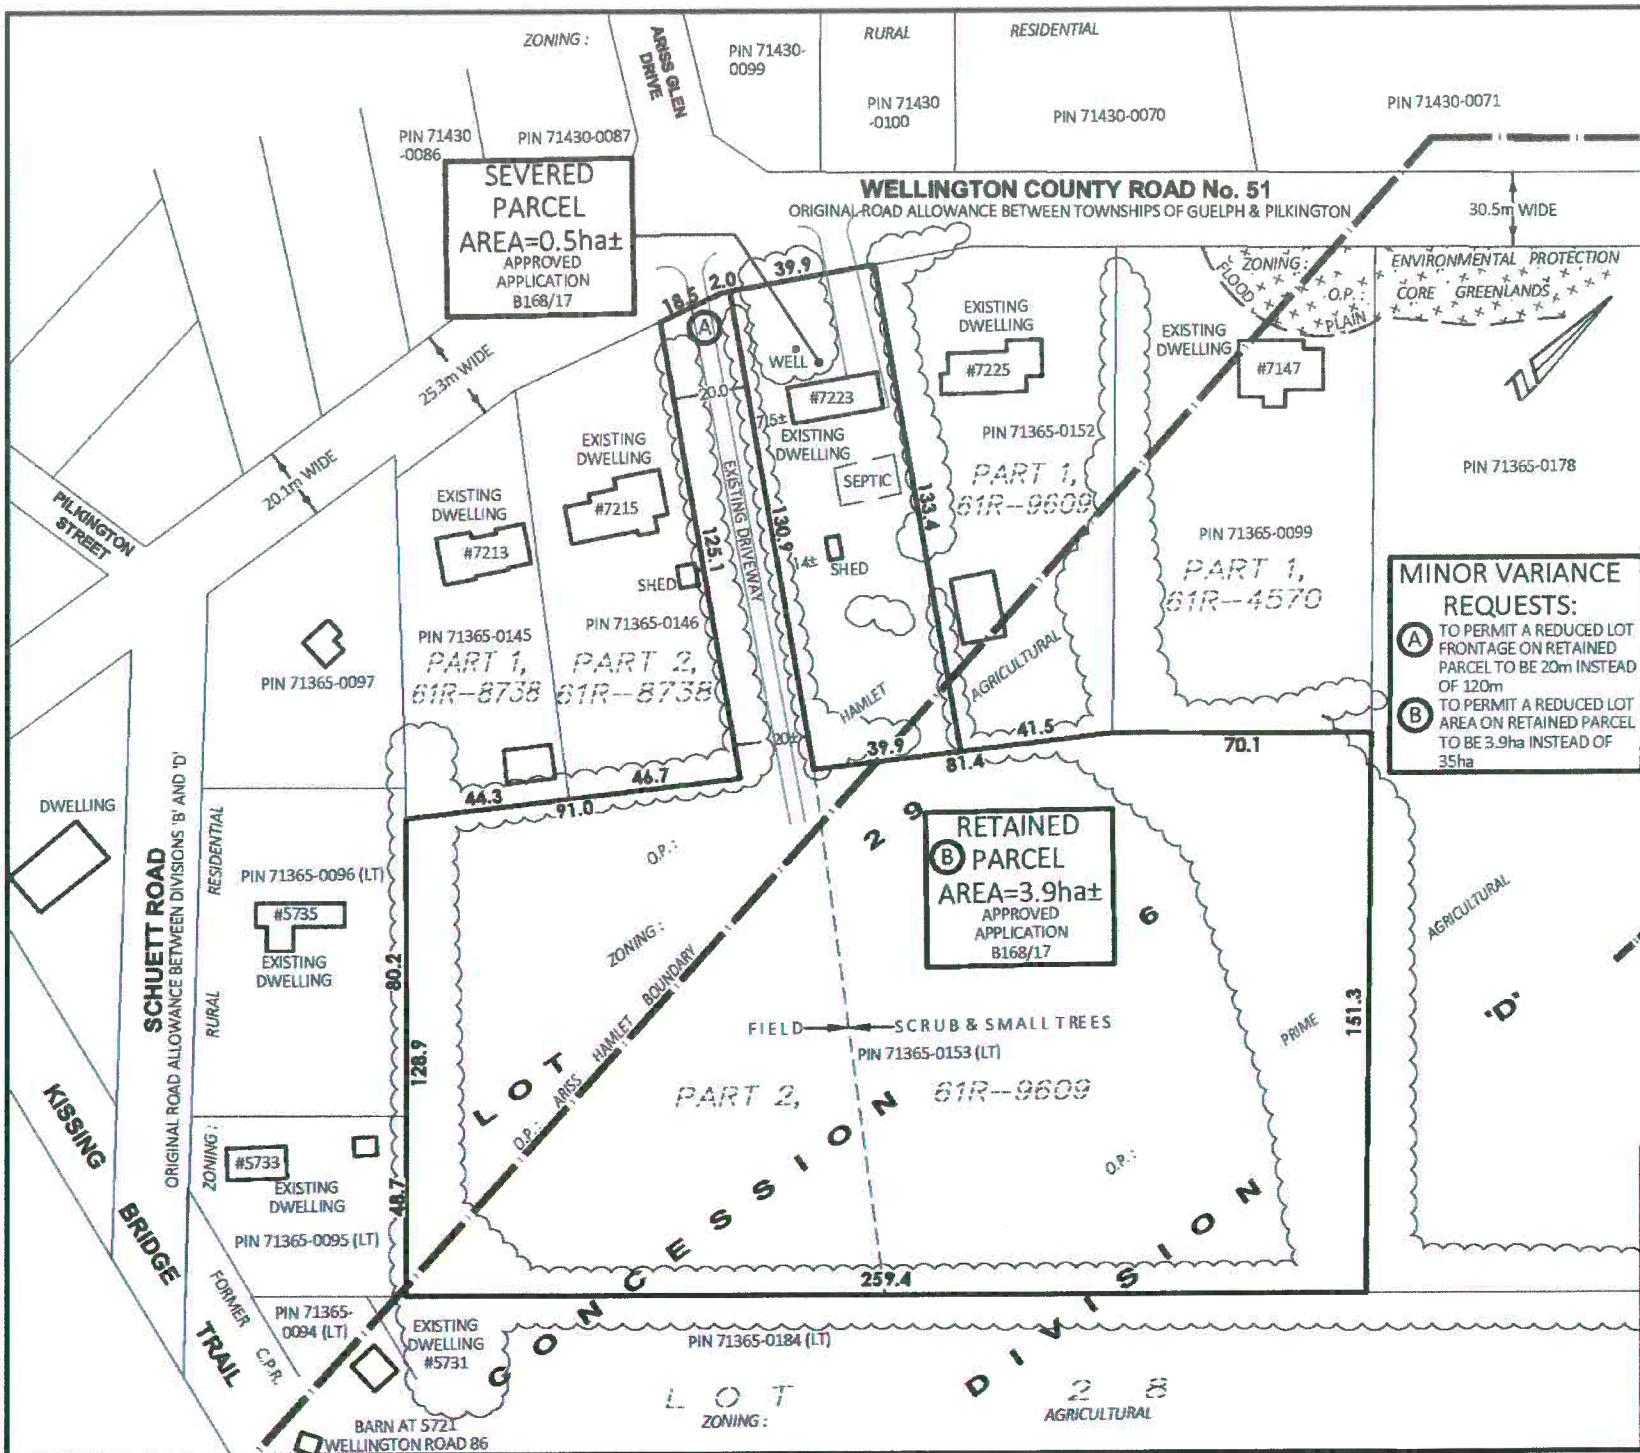 ZONING :
ARISS GLEN
DRIVE
PIN 71430-
0099
RURAL
RESIDENTIAL
PIN 71430
-0100
PIN 71430-0070
PIN 71430-0071
PIN 71430
-0086
PIN 71430-0087
SEVERED
PARCEL
AREA=0.5ha±
APPROVED
APPLICATION
B168/17
WELLINGTON COUNTY ROAD No. 51
ORIGINAL ROAD ALLOWANCE BETWEEN TOWNSHIPS OF GUELPH & PILKINGTON
30.5m WIDE
18.5
2.0
39.9
A
WELL
#7223
7.5±
EXISTING
DWELLING
SEPTIC
20.0
EXISTING DRIVEWAY
125.1
130.9
133.4
14±
SHED
EXISTING
DWELLING
#7225
PIN 71365-0152
PART 1,
61R-9609
ZONING :
ENVIRONMENTAL PROTECTION
FLOOD
PLAIN
O.P. :
CORE GREENLANDS
EXISTING
DWELLING
#7147
PIN 71365-0178
PIN 71365-0099
PART 1,
61R-4570
25.3m WIDE
20.1m WIDE
PILKINGTON
STREET
EXISTING
DWELLING
#7213
EXISTING
DWELLING
#7215
SHED
PIN 71365-0145
PART 1,
61R-8738
PIN 71365-0146
PART 2,
61R-8738
PIN 71365-0097
MINOR VARIANCE
REQUESTS:
A TO PERMIT A REDUCED LOT
FRONTAGE ON RETAINED
PARCEL TO BE 20m INSTEAD
OF 120m
B TO PERMIT A REDUCED LOT
AREA ON RETAINED PARCEL
TO BE 3.9ha INSTEAD OF
35ha
HAMLET
AGRICULTURAL
20±
39.9
41.5
81.4
70.1
44.3
46.7
91.0
DWELLING
SCHUETT ROAD
ORIGINAL ROAD ALLOWANCE BETWEEN DIVISIONS 'B' AND 'D'
RESIDENTIAL
RURAL
ZONING :
PIN 71365-0096 (LT)
#5735
EXISTING
DWELLING
80.2
128.9
48.7
#5733
EXISTING
DWELLING
PIN 71365-0095 (LT)
O.P. :
ZONING :
O.P. :
ARISS HAMLET BOUNDARY
LOT 29
RETAINED
B PARCEL
AREA=3.9ha±
APPROVED
APPLICATION
B168/17
FIELD
SCRUB & SMALL TREES
PIN 71365-0153 (LT)
PART 2, 61R-9609
CONCESSION 6
DIVISION 'D'
O.P. :
PRIME
AGRICULTURAL
151.3
259.4
KISSING
BRIDGE
TRAIL
FORMER C.P.R.
PIN 71365-
0094 (LT)
EXISTING
DWELLING
#5731
BARN AT 5721
WELLINGTON ROAD 86
PIN 71365-0184 (LT)
LOT 28
ZONING :
AGRICULTURAL